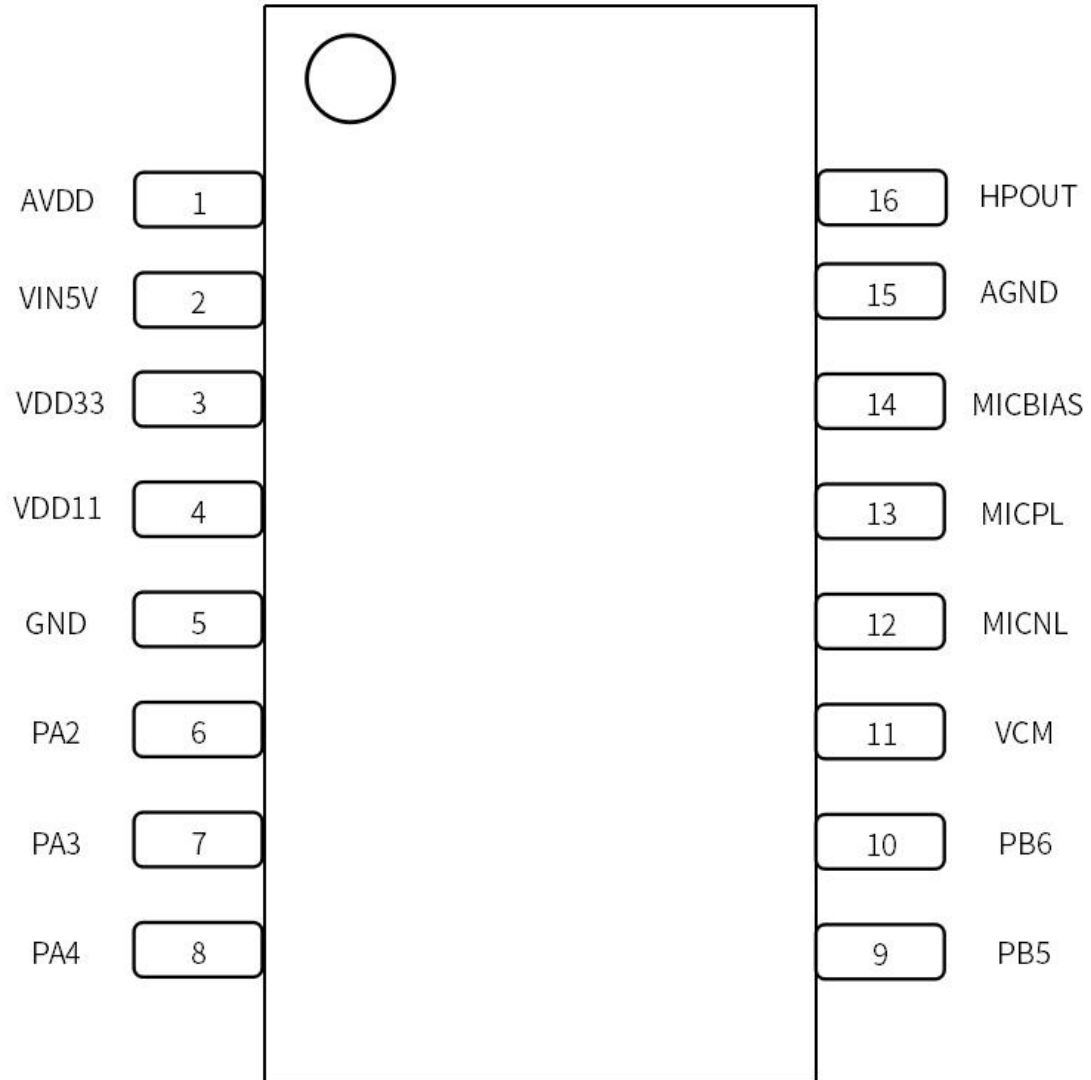 AVDD 1 16 HPOUT
VIN5V 2 15 AGND
VDD33 3 14 MICBIAS
VDD11 4 13 MICPL
GND 5 12 MICNL
PA2 6 11 VCM
PA3 7 10 PB6
PA4 8 9 PB5